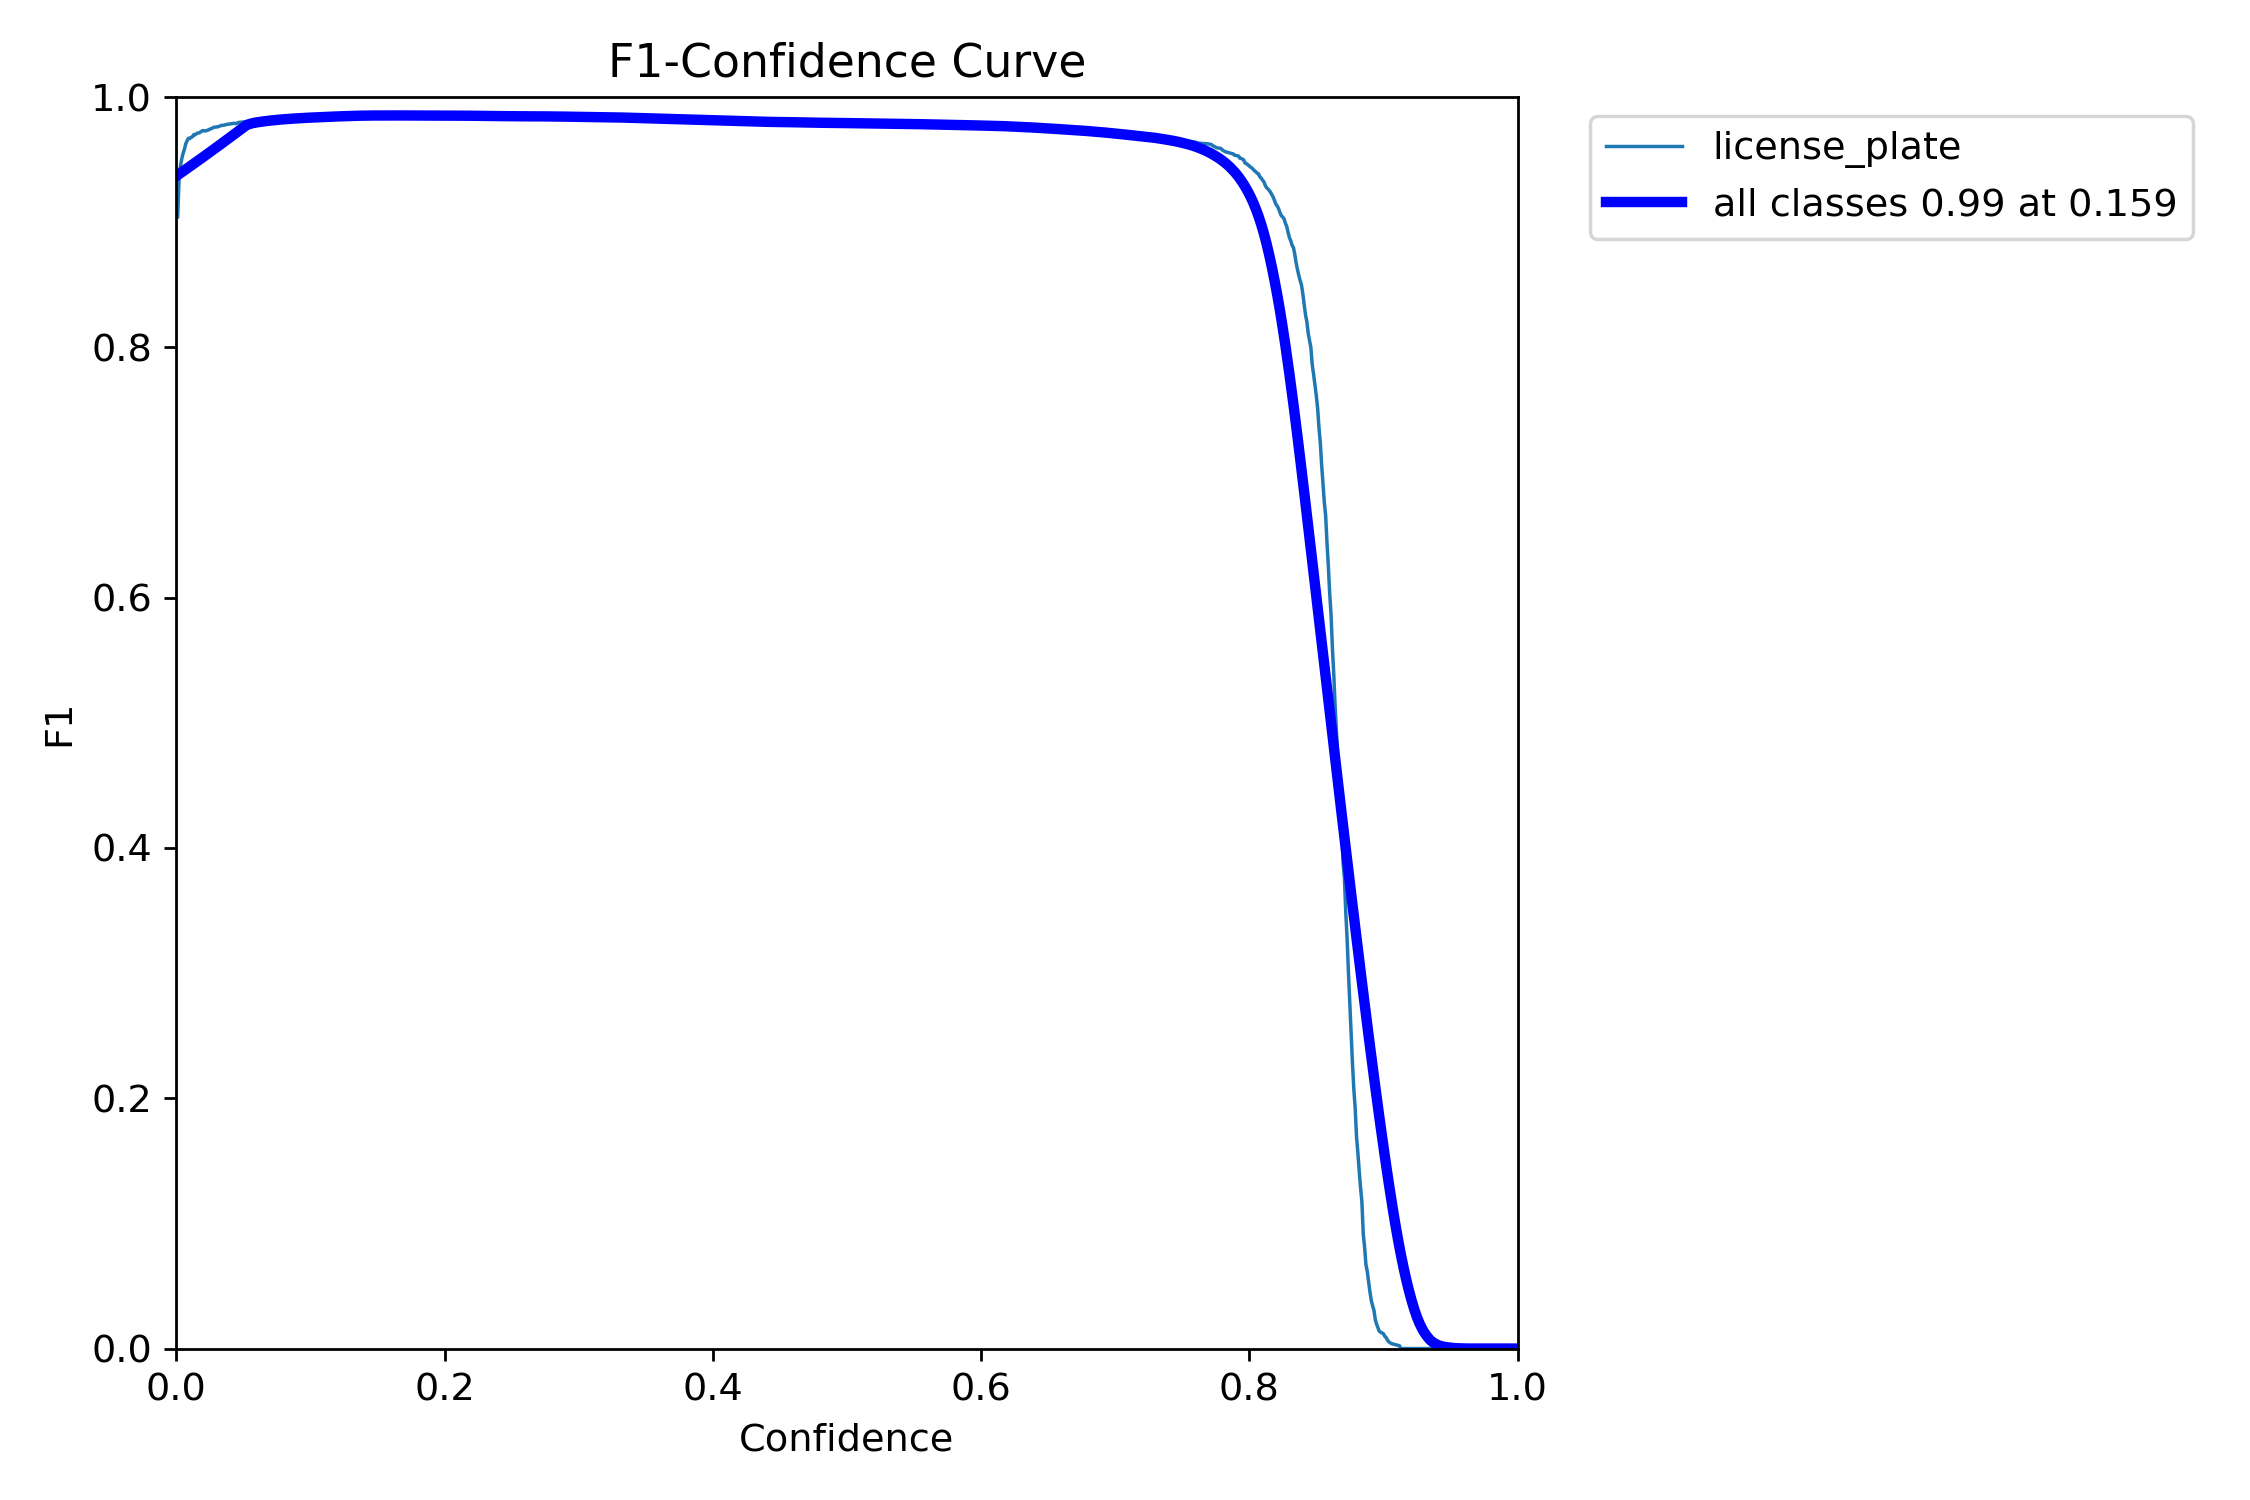 F1-Confidence Curve
1.0
0.8
0.6
0.4
0.2
0.0
F1
0.0 0.2 0.4 0.6 0.8 1.0
Confidence
license_plate
all classes 0.99 at 0.159